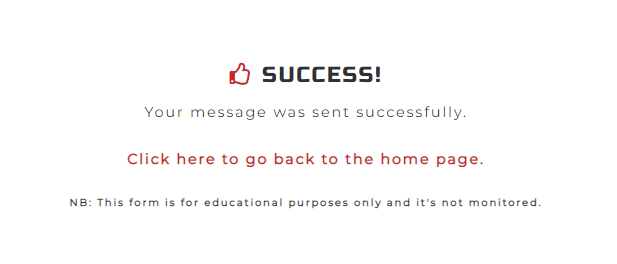 SUCCESS!
Your message was sent successfully.
Click here to go back to the home page.
NB: This form is for educational purposes only and it's not monitored.